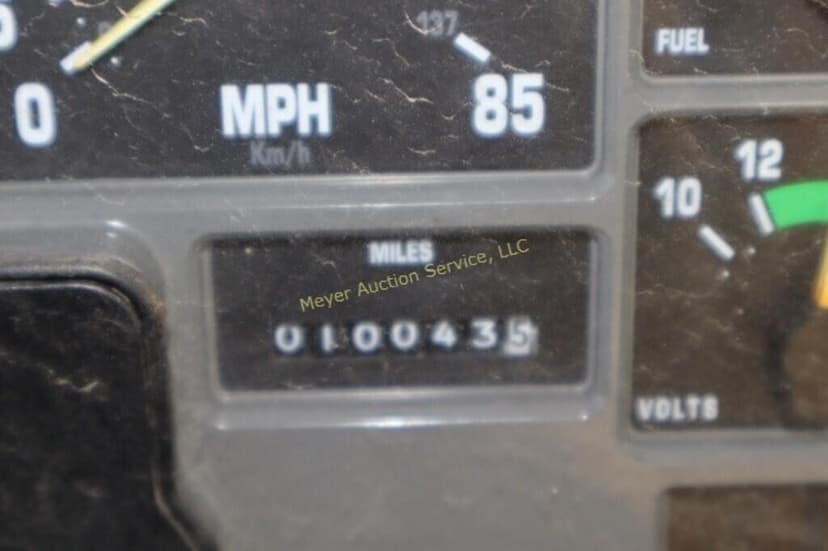 137
FUEL
0
MPH
85
Km/h
12
10
MILES
Meyer Auction Service, LLC
0100435
VOLTS